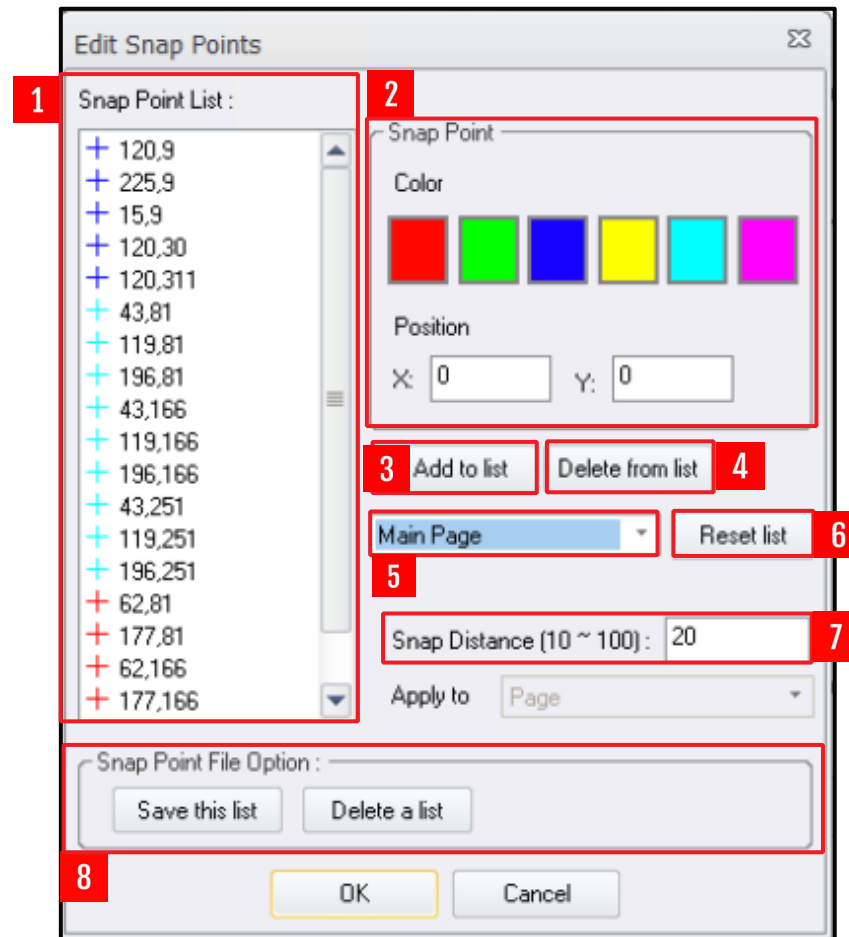 Edit Snap Points
1
Snap Point List :
120,9
225,9
15,9
120,30
120,311
43,81
119,81
196,81
43,166
119,166
196,166
43,251
119,251
196,251
62,81
177,81
62,166
177,166
2
Snap Point
Color
Position
X: 0 Y: 0
3 Add to list Delete from list 4
Main Page Reset list 6
5
Snap Distance (10 ~ 100) : 20 7
Apply to Page
Snap Point File Option :
Save this list Delete a list
8
OK Cancel